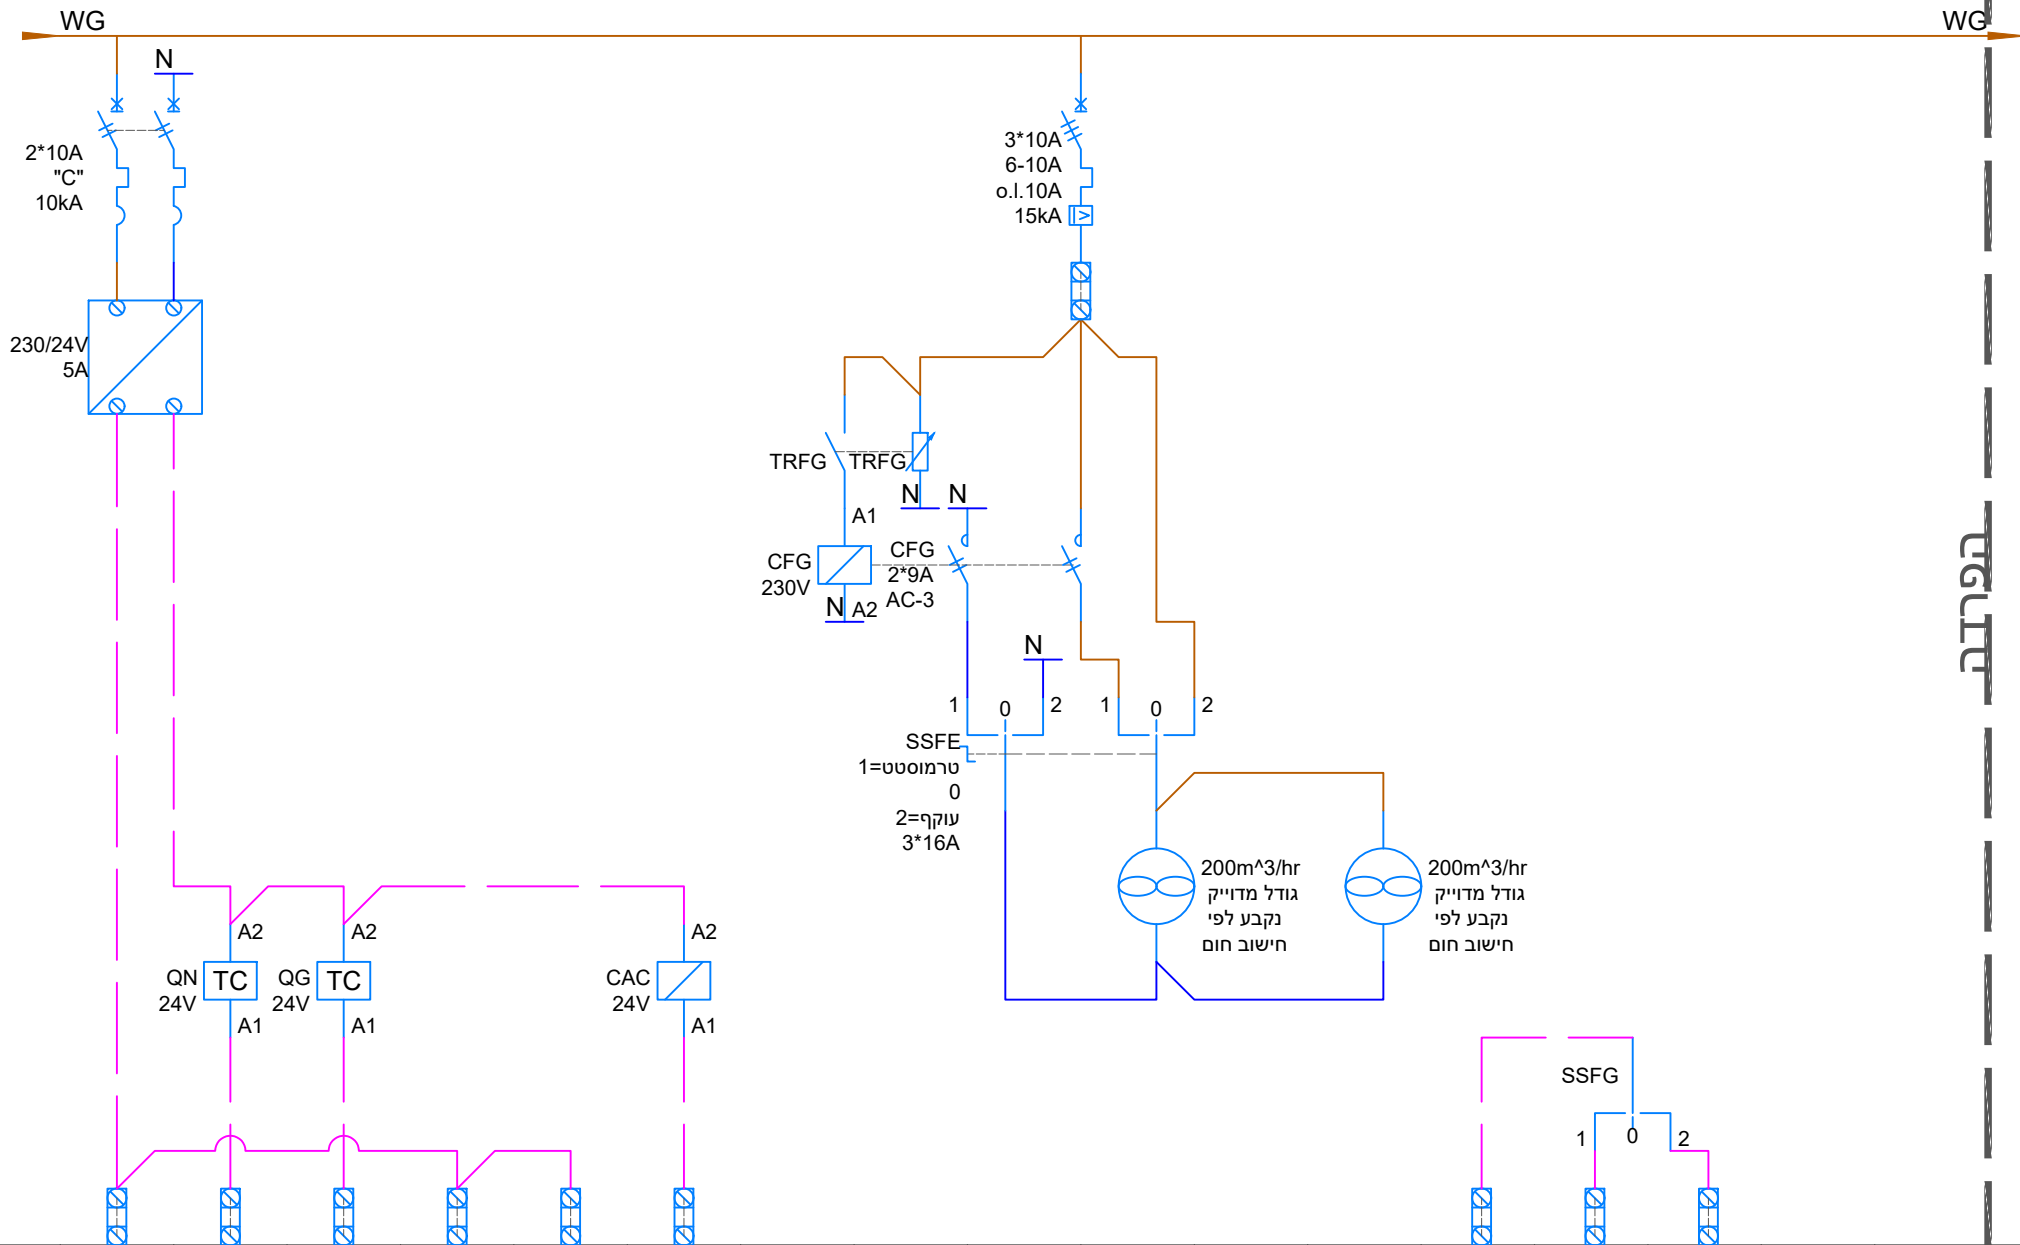 WG
WG
N
2*10A
"C"
10kA
3*10A
6-10A
o.l.10A
15kA
230/24V
5A
TRFG
TRFG
N
N
A1
CFG
230V
N
A2
CFG
2*9A
AC-3
הפרדה
N
1
0
2
1
0
2
SSFE
1=טרמוסטט
0
2=עוקף
3*16A
200m^3/hr
גודל מדוייק
נקבע לפי
חישוב חום
200m^3/hr
גודל מדוייק
נקבע לפי
חישוב חום
A2
A2
A2
QN
24V
TC
QG
24V
TC
CAC
24V
A1
A1
A1
SSFG
1
0
2